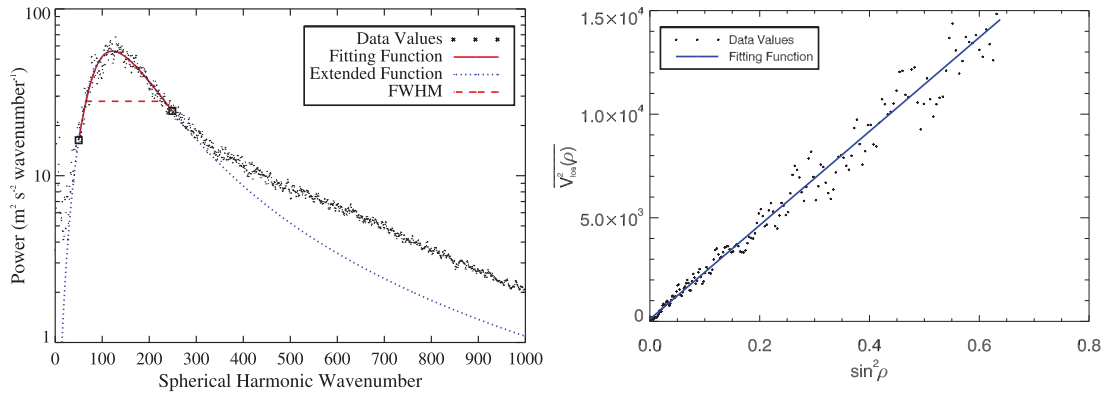 100
10
1
Power (m² s⁻² wavenumber⁻¹)
Data Values
Fitting Function
Extended Function
FWHM
0 100 200 300 400 500 600 700 800 900 1000
Spherical Harmonic Wavenumber
1.5×10⁴
1.0×10⁴
5.0×10³
0
V²los(ρ)
Data Values
Fitting Function
0.0 0.2 0.4 0.6 0.8
sin²ρ